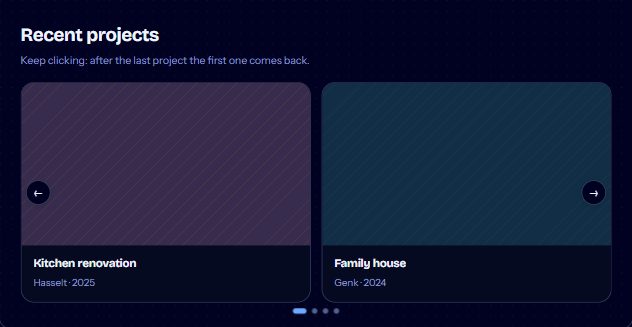 Recent projects
Keep clicking: after the last project the first one comes back.
←
→
Kitchen renovation
Hasselt · 2025
Family house
Genk · 2024